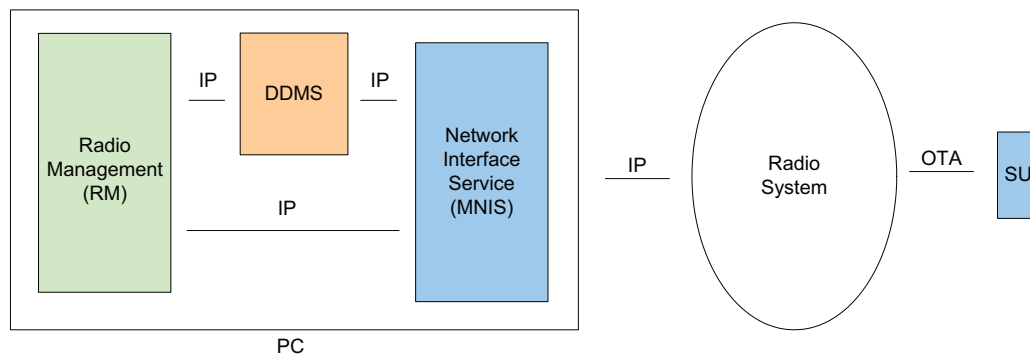 IP
DDMS
IP
Radio
Management
(RM)
IP
Network
Interface
Service
(MNIS)
PC
IP
Radio
System
OTA
SU